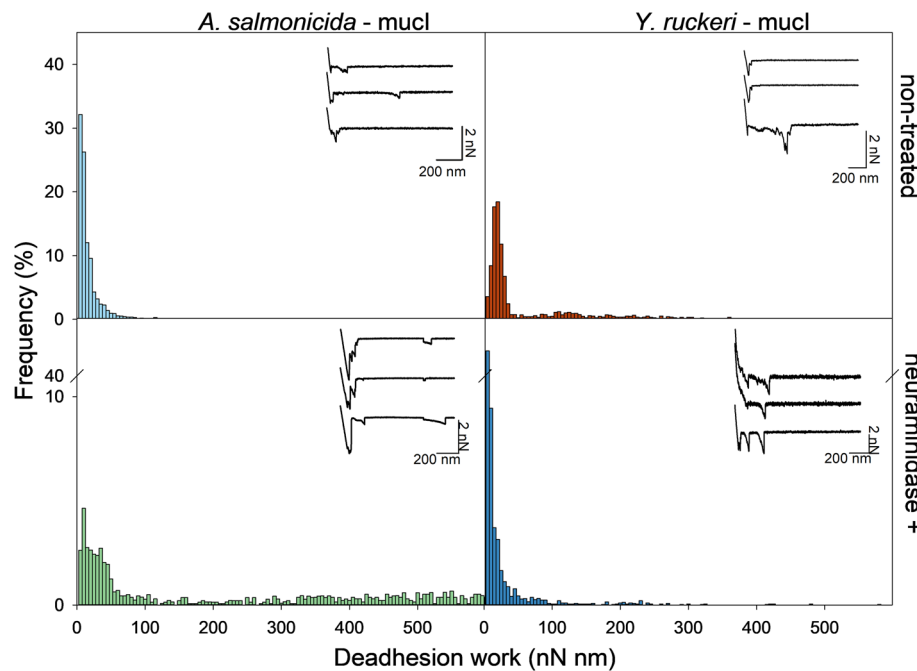 A. salmonicida - mucl
Y. ruckeri - mucl
40
30
20
10
0
2 nN
200 nm
2 nN
200 nm
non-treated
Frequency (%)
40
10
0
2 nN
200 nm
2 nN
200 nm
neuraminidase +
0 100 200 300 400 500 0 100 200 300 400 500
Deadhesion work (nN nm)